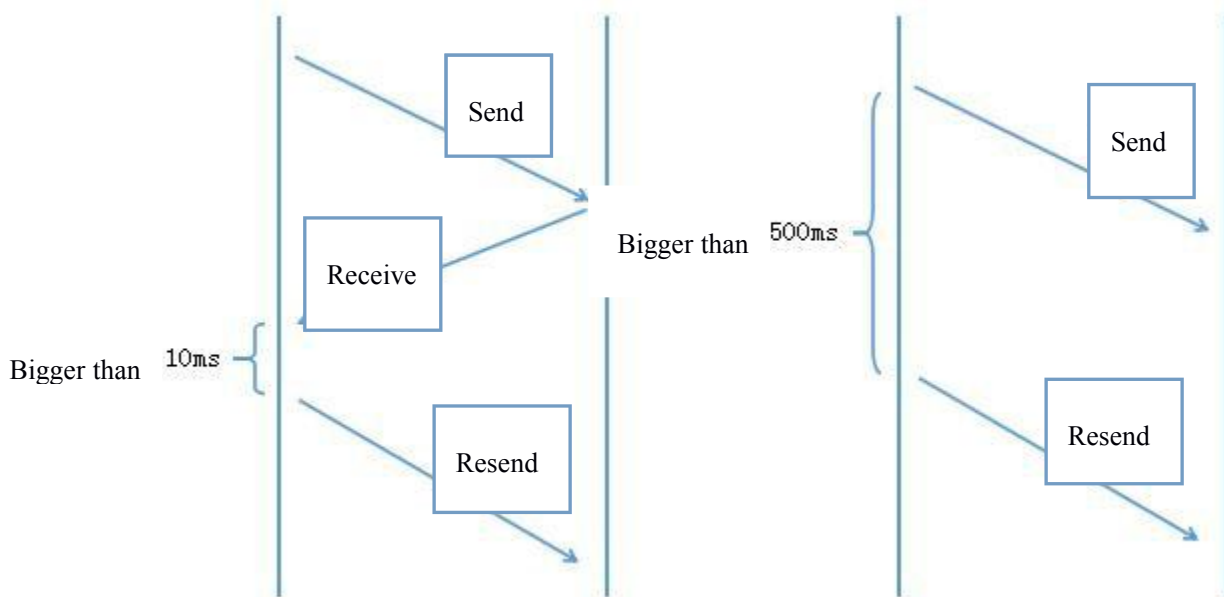 Send
Receive
Bigger than 10ms
Resend
Bigger than 500ms
Send
Resend